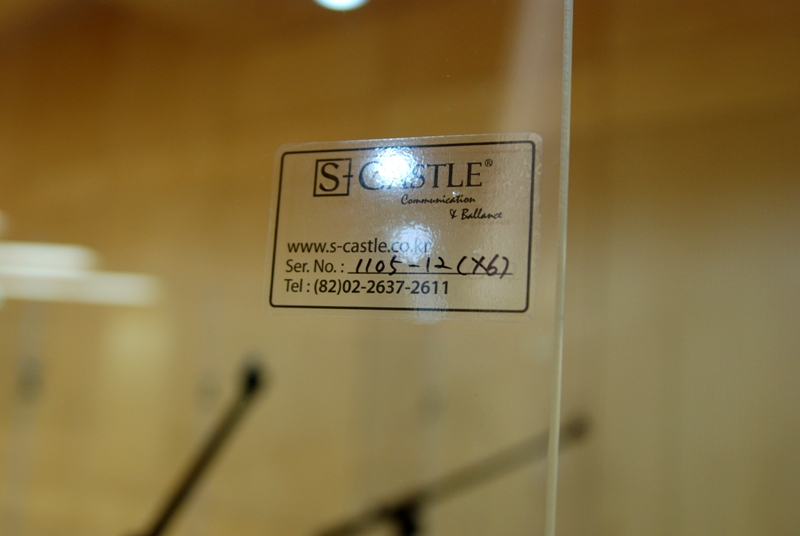 S-CASTLE®
Communication
& Ballance
www.s-castle.co.kr
Ser. No. : 1105-12(X6)
Tel : (82)02-2637-2611